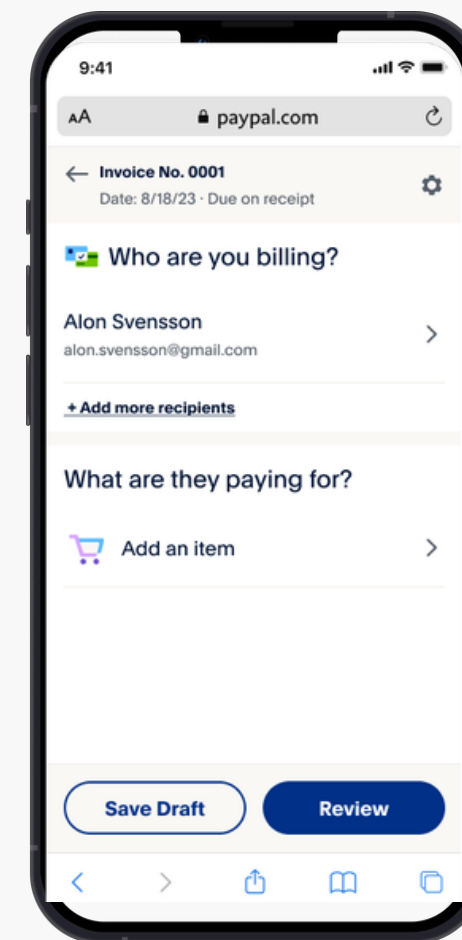 9:41
AA paypal.com
Invoice No. 0001
Date: 8/18/23 · Due on receipt
Who are you billing?
Alon Svensson
alon.svensson@gmail.com
+ Add more recipients
What are they paying for?
Add an item
Save Draft Review